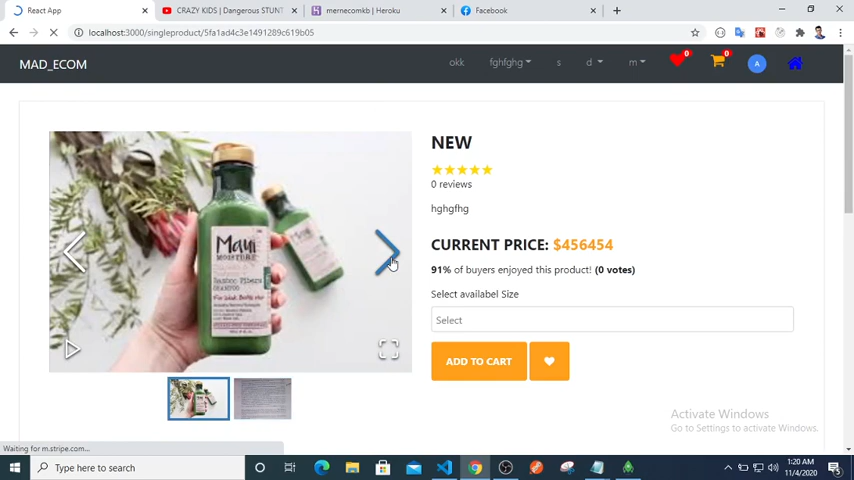 React App
CRAZY KIDS | Dangerous STUNT
mernecomkb | Heroku
Facebook
localhost:3000/singleproduct/5fa1ad4c3e1491289c619b05
MAD_ECOM
okk
fghfghg
s
d
m
0
0
A
NEW
0 reviews
hghgfhg
CURRENT PRICE: $456454
91% of buyers enjoyed this product! (0 votes)
Select availabel Size
Select
ADD TO CART
Maui
MOISTURE
Activate Windows
Go to Settings to activate Windows.
Waiting for m.stripe.com...
Type here to search
1:20 AM
11/4/2020
5